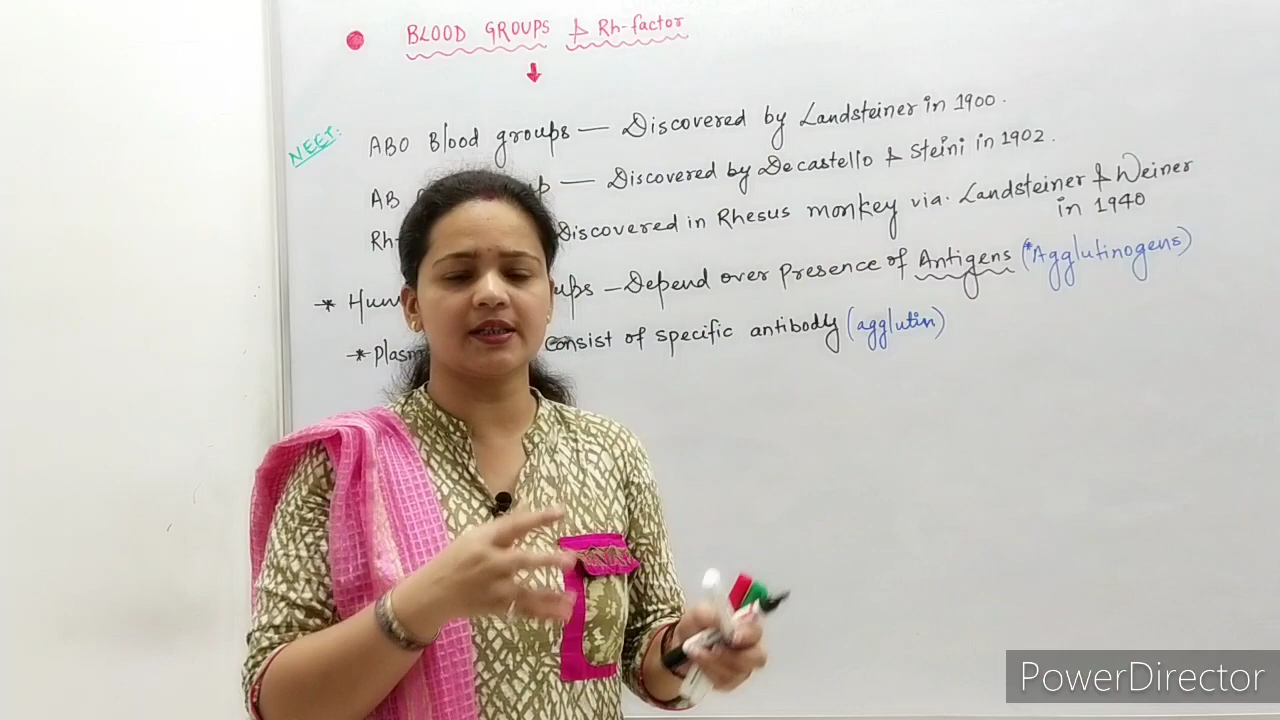 BLOOD GROUPS & Rh-factor
NEET:
ABO Blood groups — Discovered by Landsteiner in 1900.
AB — Discovered by Decastello & Steini in 1902.
Rh- Discovered in Rhesus monkey via. Landsteiner & Weiner
in 1940
* Hum ups – Depend over presence of Antigens (*Agglutinogens)
* Plasm Consist of specific antibody (agglutin)
PowerDirector